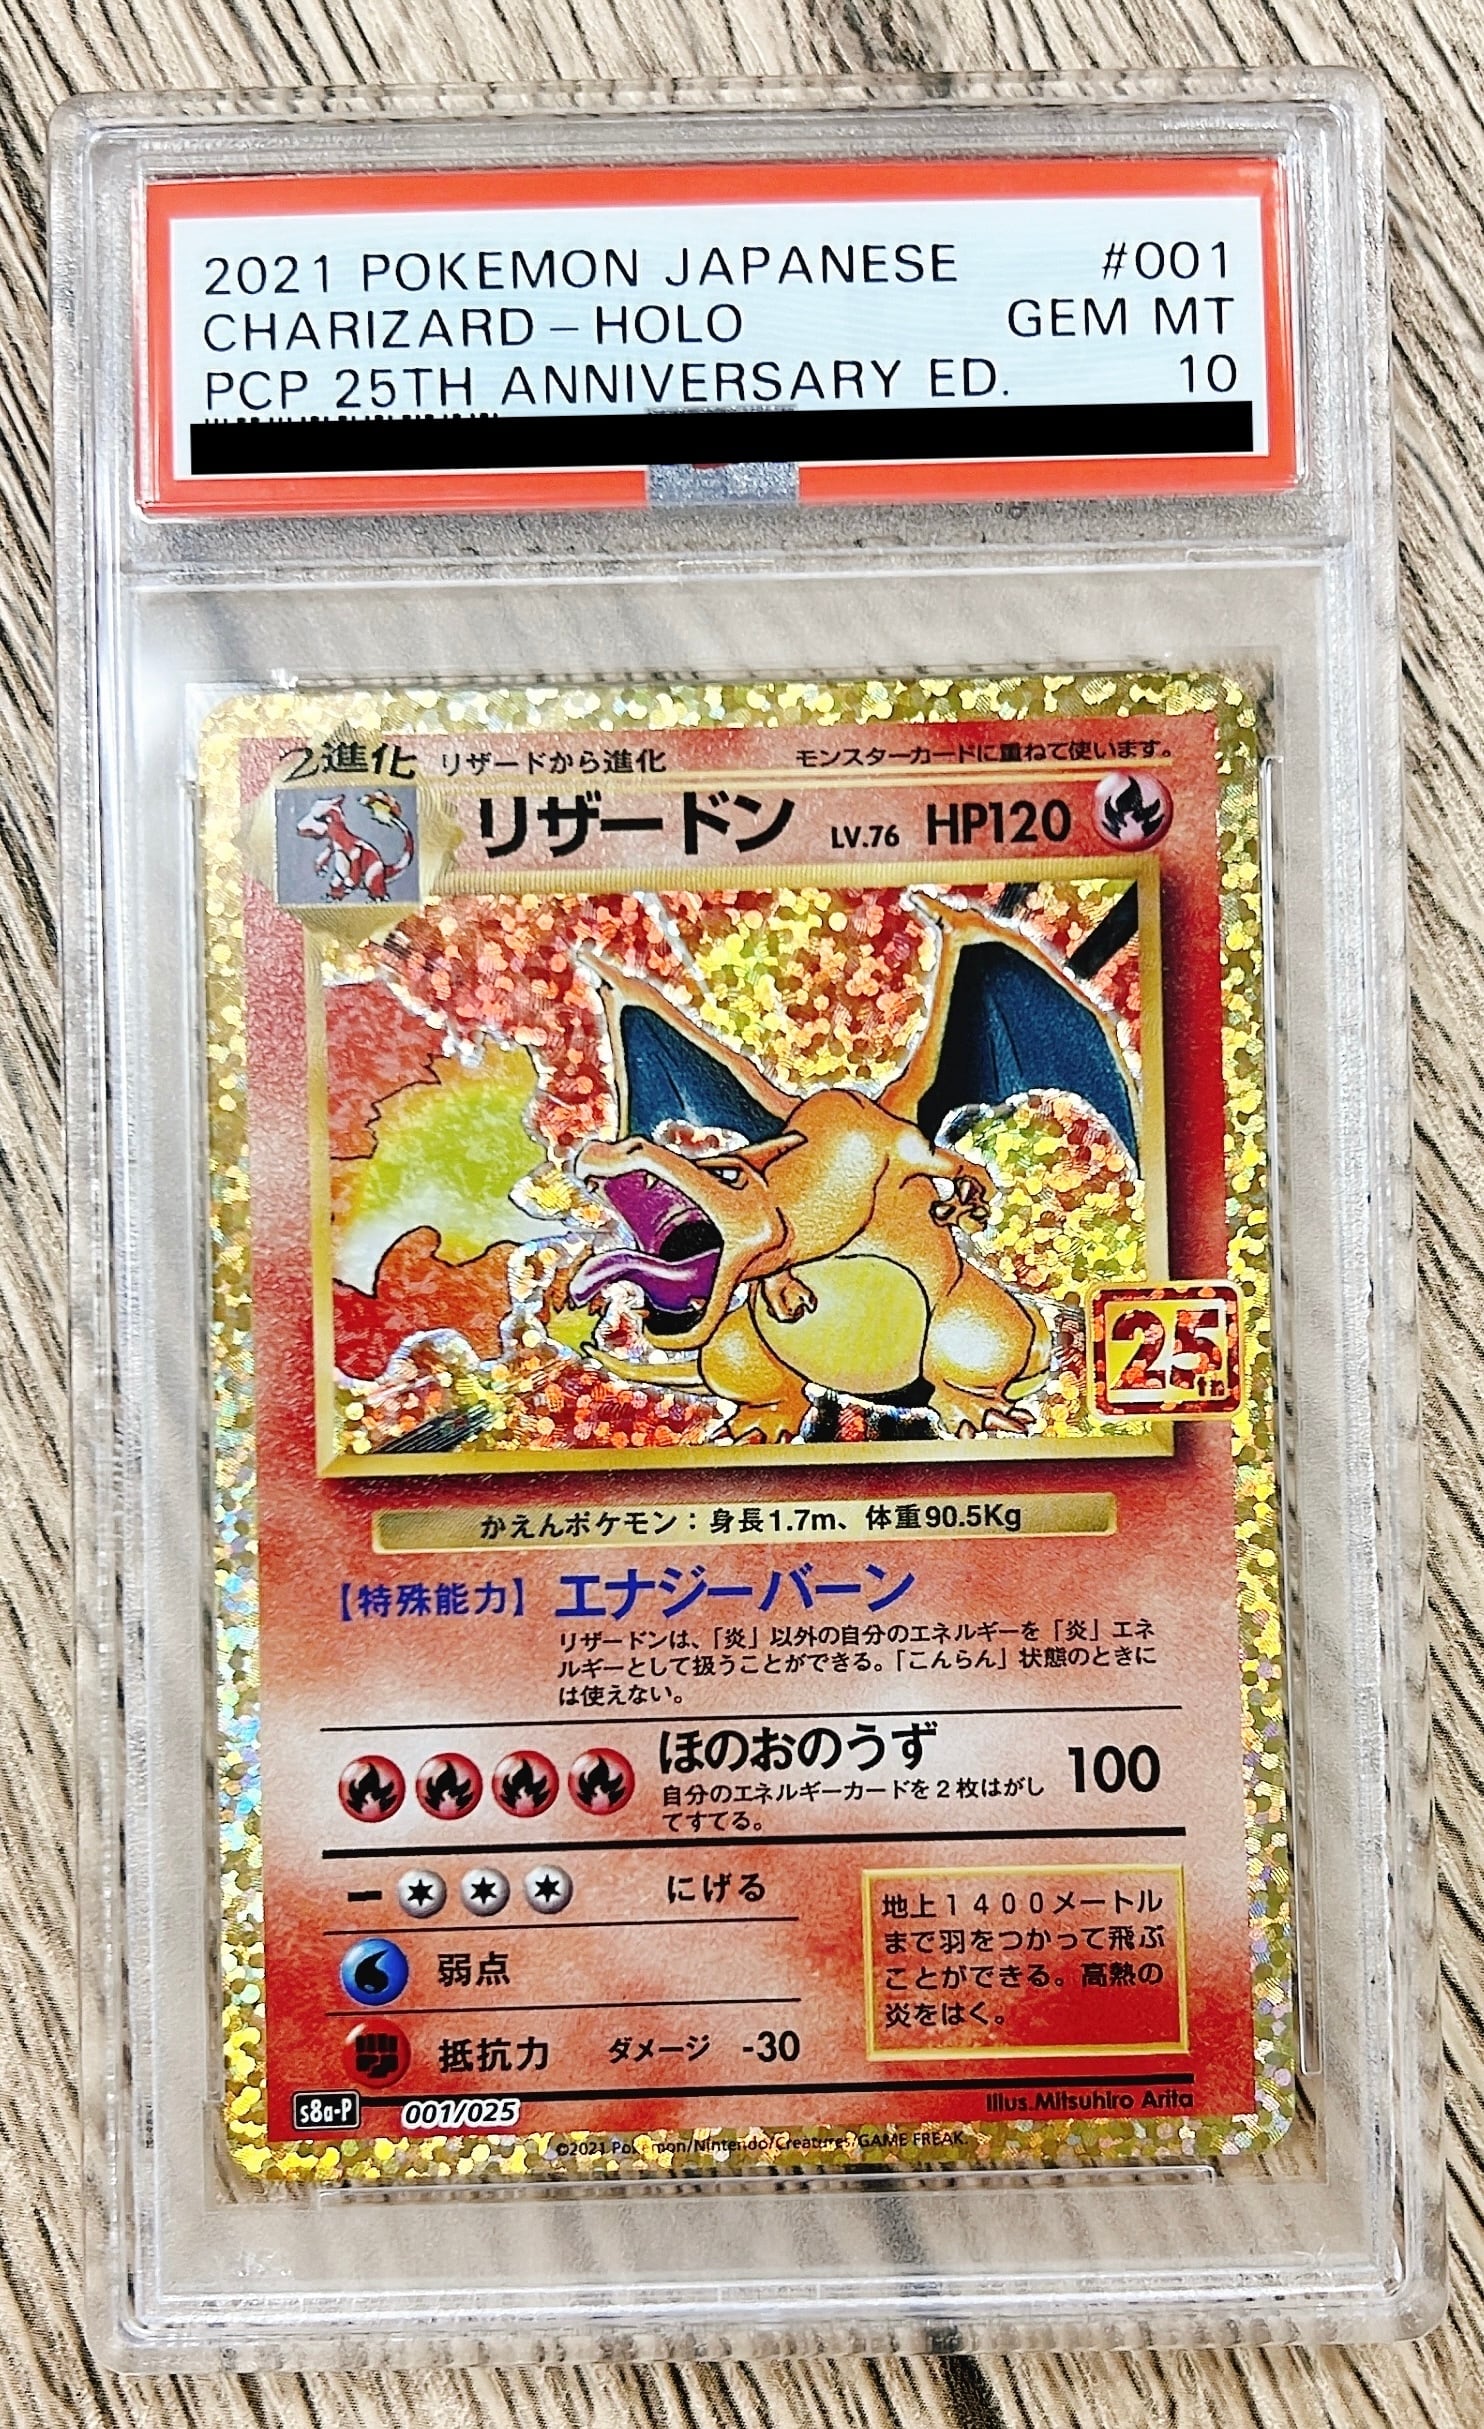 2021 POKEMON JAPANESE #001
CHARIZARD-HOLO GEM MT
PCP 25TH ANNIVERSARY ED. 10
2進化 リザードから進化 モンスターカードに重ねて使います。
リザードン LV.76 HP120
25th
かえんポケモン：身長1.7m、体重90.5Kg
【特殊能力】エナジーバーン
リザードンは、「炎」以外の自分のエネルギーを「炎」エネ
ルギーとして扱うことができる。「こんらん」状態のときに
は使えない。
ほのおのうず 100
自分のエネルギーカードを2枚はがし
てすてる。
ー にげる
弱点
抵抗力 ダメージ -30
地上1400メートル
まで羽をつかって飛ぶ
ことができる。高熱の
炎をはく。
Illus.Mitsuhiro Arita
s8a-P 001/025
©2021 Pokémon/Nintendo/Creatures/GAME FREAK.